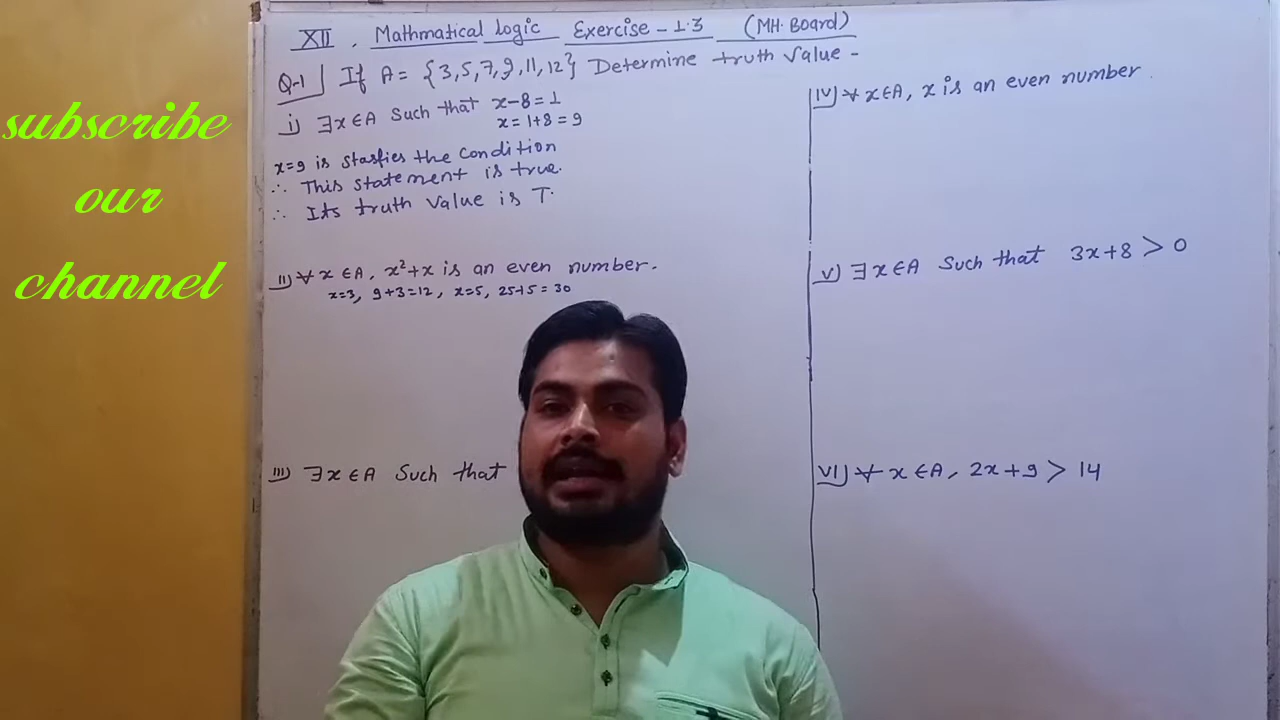 subscribe
our
channel
XII . Mathmatical logic Exercise - 1.3 (MH. Board)
Q-1 If A = {3,5,7,9,11,12} Determine truth value -
i) ∃x∈A Such that x-8=1
x = 1+8 = 9
x=9 is stasfies the Condition
∴ This statement is true.
∴ Its truth value is T.
ii) ∀ x ∈A, x²+x is an even number.
x=3, 9+3=12, x=5, 25+5=30
iii) ∃x∈A Such that
iv) ∀ x∈A, x is an even number.
v) ∃x∈A Such that 3x+8 > 0
vi) ∀ x∈A, 2x+9 > 14